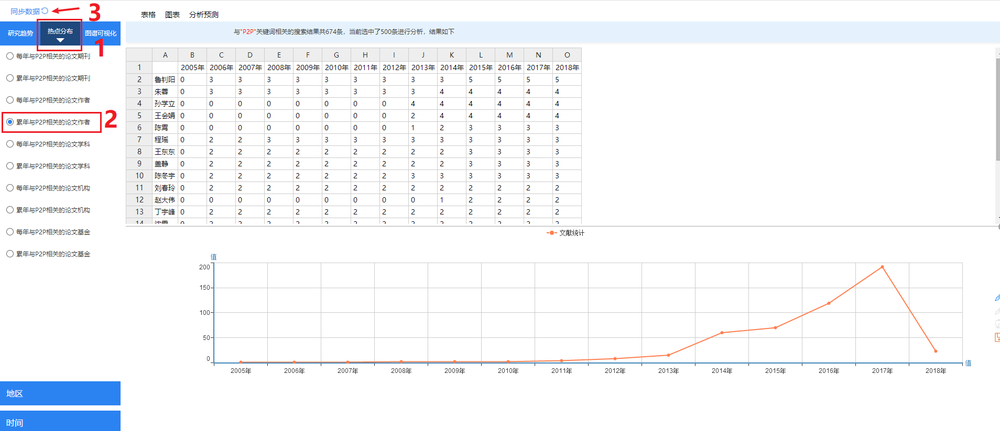 同步数据
3
表格 图表 分析预测
研究趋势 热点分布 图谱可视化
1
与"P2P"关键词相关的搜索结果共674条，当前选中了500条进行分析，结果如下
每年与P2P相关的论文期刊
累年与P2P相关的论文期刊
每年与P2P相关的论文作者
累年与P2P相关的论文作者
2
每年与P2P相关的论文学科
累年与P2P相关的论文学科
每年与P2P相关的论文机构
累年与P2P相关的论文机构
每年与P2P相关的论文基金
累年与P2P相关的论文基金
地区
时间
A B C D E F G H I J K L M N O
1 2005年 2006年 2007年 2008年 2009年 2010年 2011年 2012年 2013年 2014年 2015年 2016年 2017年 2018年
2 鲁钊阳 0 3 3 3 3 3 3 3 3 3 5 5 5 5
3 朱蓉 0 3 3 3 3 3 3 3 3 4 4 4 4 4
4 孙学立 0 0 0 0 0 0 0 0 4 4 4 4 4 4
5 王会娟 0 0 0 0 0 0 0 0 2 4 4 4 4 4
6 陈霄 0 0 0 0 0 0 0 0 1 2 3 3 3 3
7 程瑶 0 2 2 3 3 3 3 3 3 3 3 3 3 3
8 王东东 0 2 2 2 2 2 2 2 2 2 3 3 3 3
9 盖静 0 2 2 2 2 2 2 2 2 2 3 3 3 3
10 陈冬宇 0 2 2 2 2 2 2 2 3 3 3 3 3 3
11 刘春玲 0 2 2 2 2 2 2 2 2 2 2 2 2 2
12 赵大伟 0 0 0 0 0 0 0 0 0 1 2 2 2 2
13 丁宇峰 0 2 2 2 2 2 2 2 2 2 2 2 2 2
14 0 2 2 2 2 2 2 2 2 2 2 2 2 2
文献统计
值
200
150
100
50
0
值
2005年 2006年 2007年 2008年 2009年 2010年 2011年 2012年 2013年 2014年 2015年 2016年 2017年 2018年